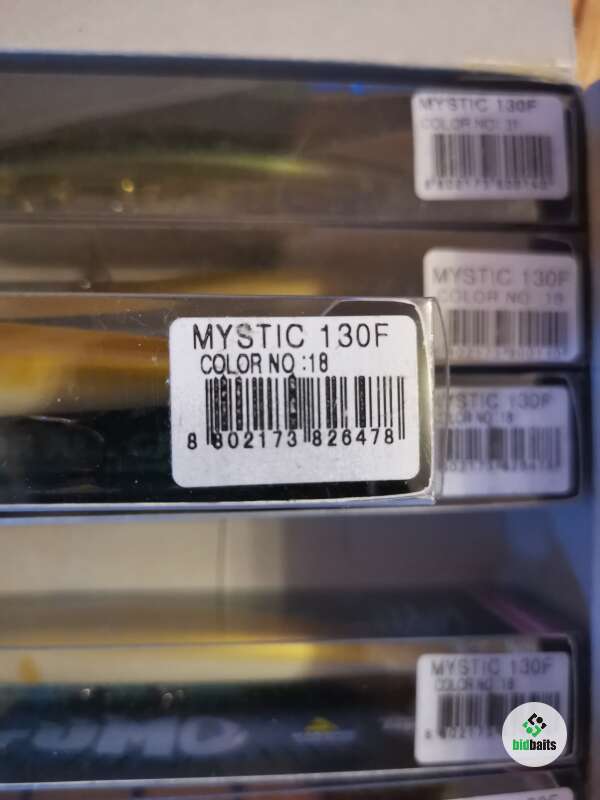 MYSTIC 130F
COLOR NO: 31
MYSTIC 130F
COLOR NO :18
MYSTIC 130F
COLOR NO :18
8 802173 826478
MYSTIC 130F
COLOR NO :18
MYSTIC 130F
COLOR NO :18
bidbaits
130F